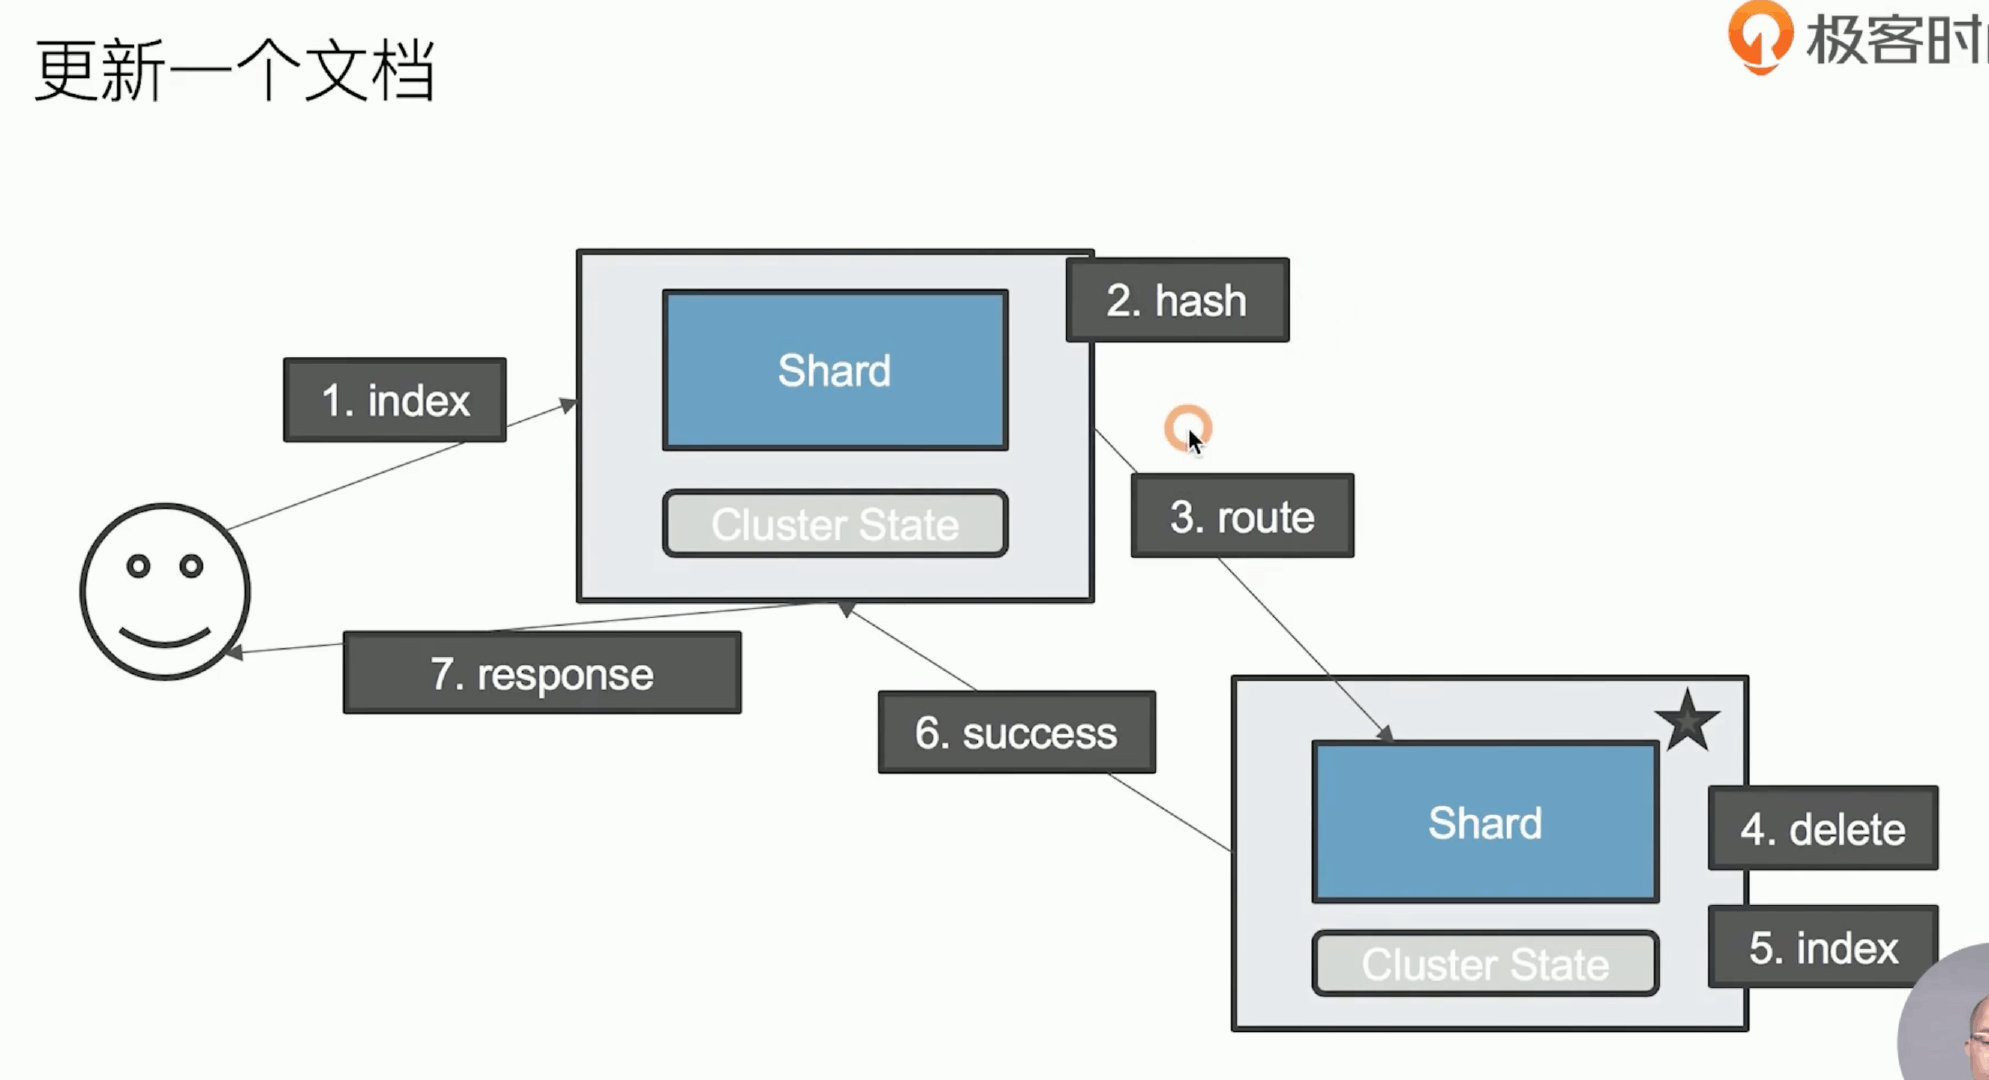 更新一个文档
极客时
1. index
2. hash
Shard
Cluster State
3. route
7. response
6. success
Shard
4. delete
5. index
Cluster State